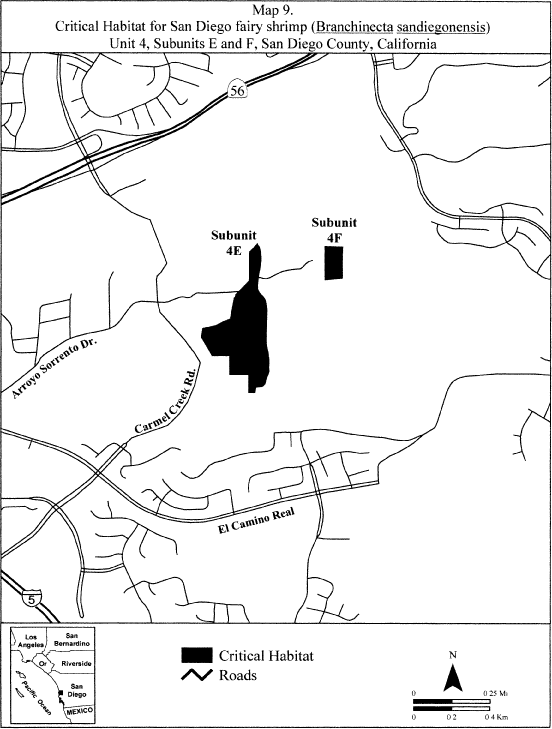 Map 9.
Critical Habitat for San Diego fairy shrimp (Branchinecta sandiegonensis)
Unit 4, Subunits E and F, San Diego County, California
56
Subunit
4E
Subunit
4F
Arroyo Sorrento Dr.
Carmel Creek Rd.
El Camino Real
5
Los
Angeles
San
Bernardino
Or
Riverside
San
Diego
Pacific Ocean
MEXICO
Critical Habitat
Roads
N
0 0.25 Mi
0 0.2 0.4 Km